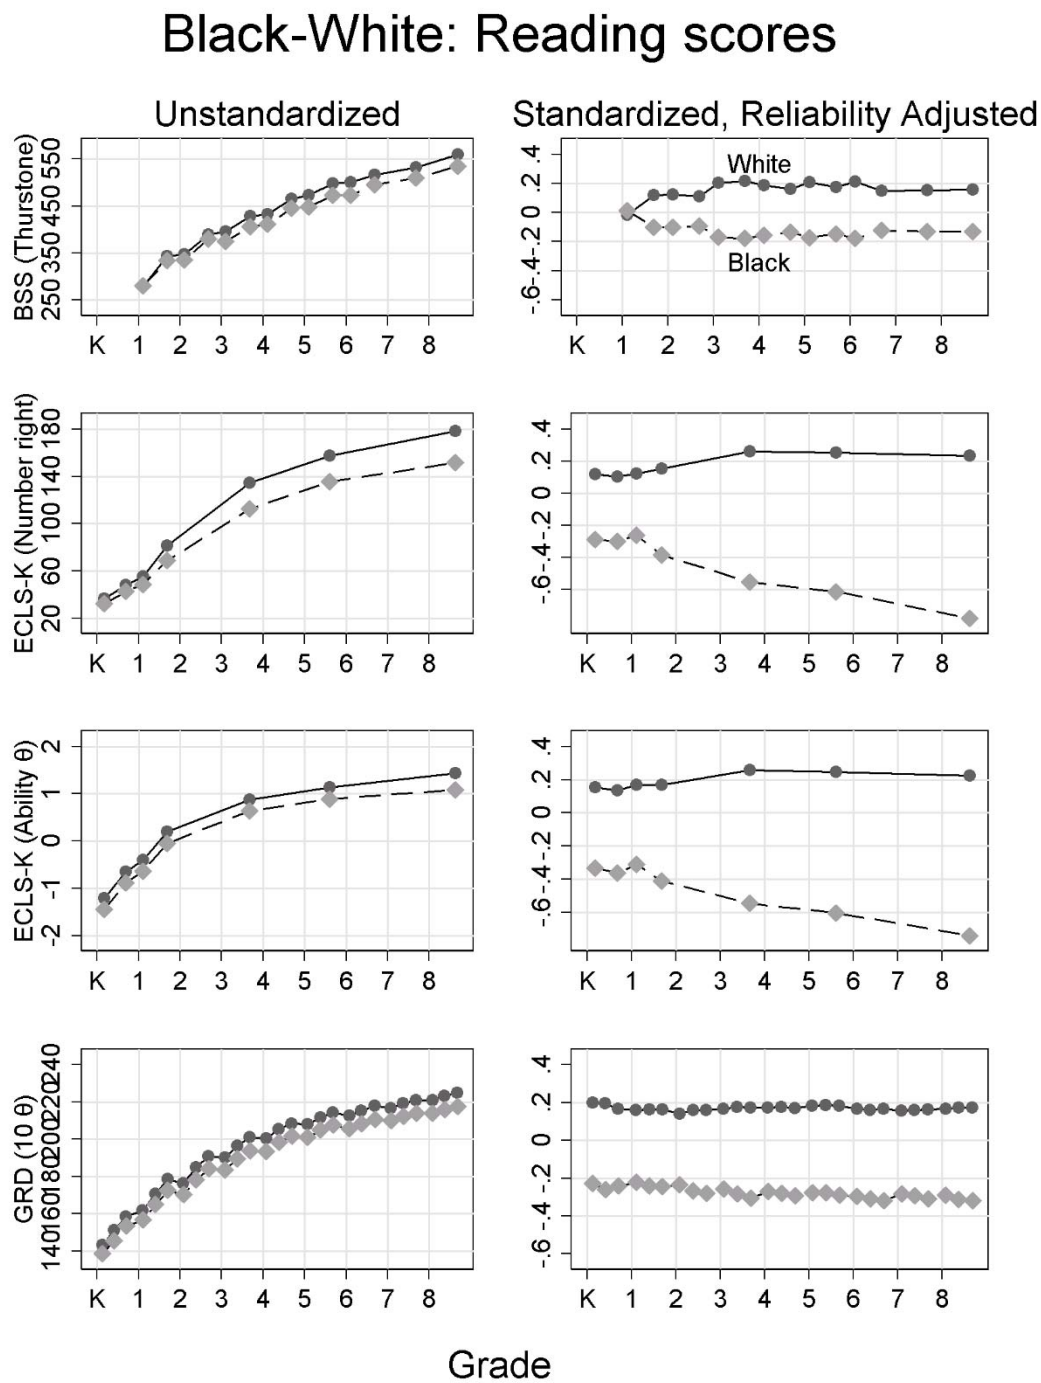 Black-White: Reading scores
Unstandardized
Standardized, Reliability Adjusted
BSS (Thurstone)
250 350 450 550
K 1 2 3 4 5 6 7 8
-.6 -.4 -.2 0 .2 .4
White
Black
K 1 2 3 4 5 6 7 8
ECLS-K (Number right)
20 60 100 140 180
K 1 2 3 4 5 6 7 8
-.6 -.4 -.2 0 .2 .4
K 1 2 3 4 5 6 7 8
ECLS-K (Ability θ)
-2 -1 0 1 2
K 1 2 3 4 5 6 7 8
-.6 -.4 -.2 0 .2 .4
K 1 2 3 4 5 6 7 8
GRD (10 θ)
140 160 180 200 220 240
K 1 2 3 4 5 6 7 8
-.6 -.4 -.2 0 .2 .4
K 1 2 3 4 5 6 7 8
Grade